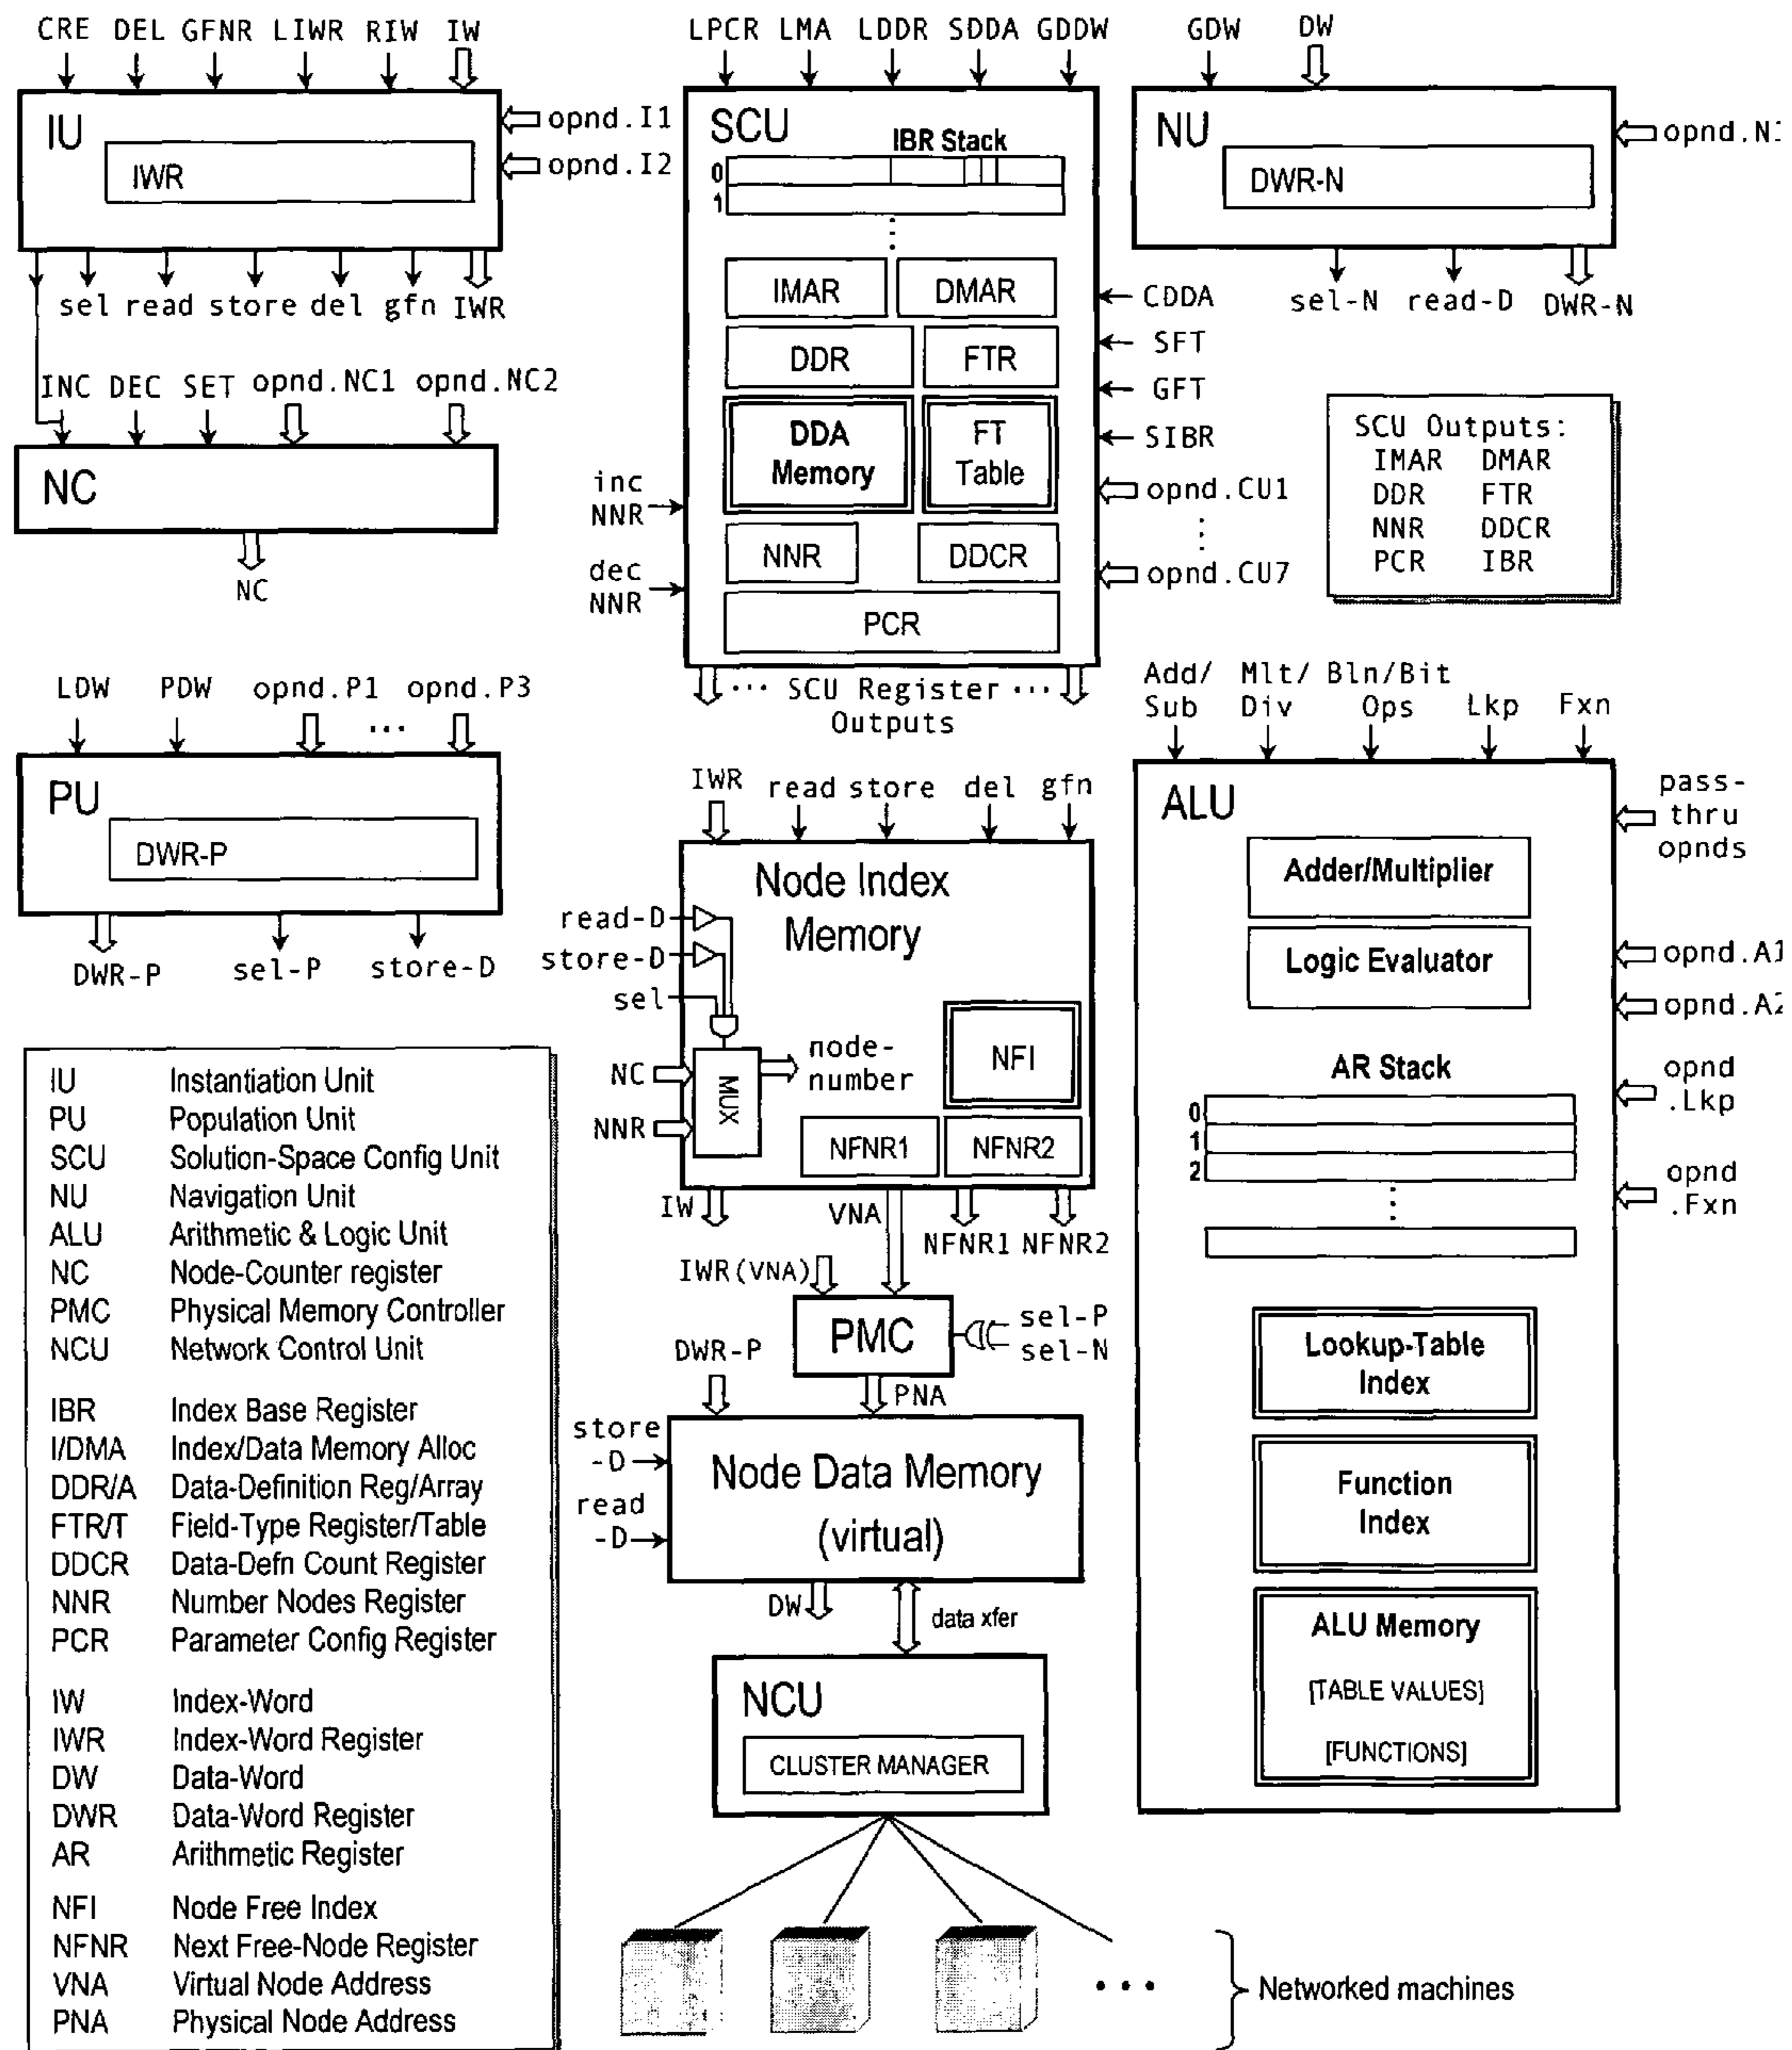 CRE DEL GFNR LIWR RIW IW
IU
IWR
opnd.I1
opnd.I2
sel read store del gfn IWR
INC DEC SET opnd.NC1 opnd.NC2
NC
NC
LDW PDW opnd.P1 ... opnd.P3
PU
DWR-P
DWR-P sel-P store-D
LPCR LMA LDDR SDDA GDDW
SCU
IBR Stack
0
1
⋮
IMAR DMAR
DDR FTR
DDA Memory
FT Table
NNR DDCR
PCR
inc NNR
dec NNR
CDDA
SFT
GFT
SIBR
opnd.CU1
⋮
opnd.CU7
... SCU Register ...
Outputs
GDW DW
NU
DWR-N
sel-N read-D DWR-N
SCU Outputs:
IMAR DMAR
DDR FTR
NNR DDCR
PCR IBR
IWR read store del gfn
Node Index
Memory
read-D
store-D
sel
NC
NNR
MUX
node-
number
NFI
NFNR1 NFNR2
IW VNA NFNR1 NFNR2
IWR(VNA)
PMC
sel-P
sel-N
DWR-P
PNA
store
-D
read
-D
Node Data Memory
(virtual)
DW
data xfer
NCU
CLUSTER MANAGER
...
Networked machines
Add/ Mlt/ Bln/Bit
Sub Div Ops Lkp Fxn
ALU
pass-
thru
opnds
Adder/Multiplier
Logic Evaluator
AR Stack
opnd
.Lkp
0
1
2
⋮
opnd
.Fxn
Lookup-Table
Index
Function
Index
ALU Memory
[TABLE VALUES]
[FUNCTIONS]
IU Instantiation Unit
PU Population Unit
SCU Solution-Space Config Unit
NU Navigation Unit
ALU Arithmetic & Logic Unit
NC Node-Counter register
PMC Physical Memory Controller
NCU Network Control Unit
IBR Index Base Register
I/DMA Index/Data Memory Alloc
DDR/A Data-Definition Reg/Array
FTR/T Field-Type Register/Table
DDCR Data-Defn Count Register
NNR Number Nodes Register
PCR Parameter Config Register
IW Index-Word
IWR Index-Word Register
DW Data-Word
DWR Data-Word Register
AR Arithmetic Register
NFI Node Free Index
NFNR Next Free-Node Register
VNA Virtual Node Address
PNA Physical Node Address